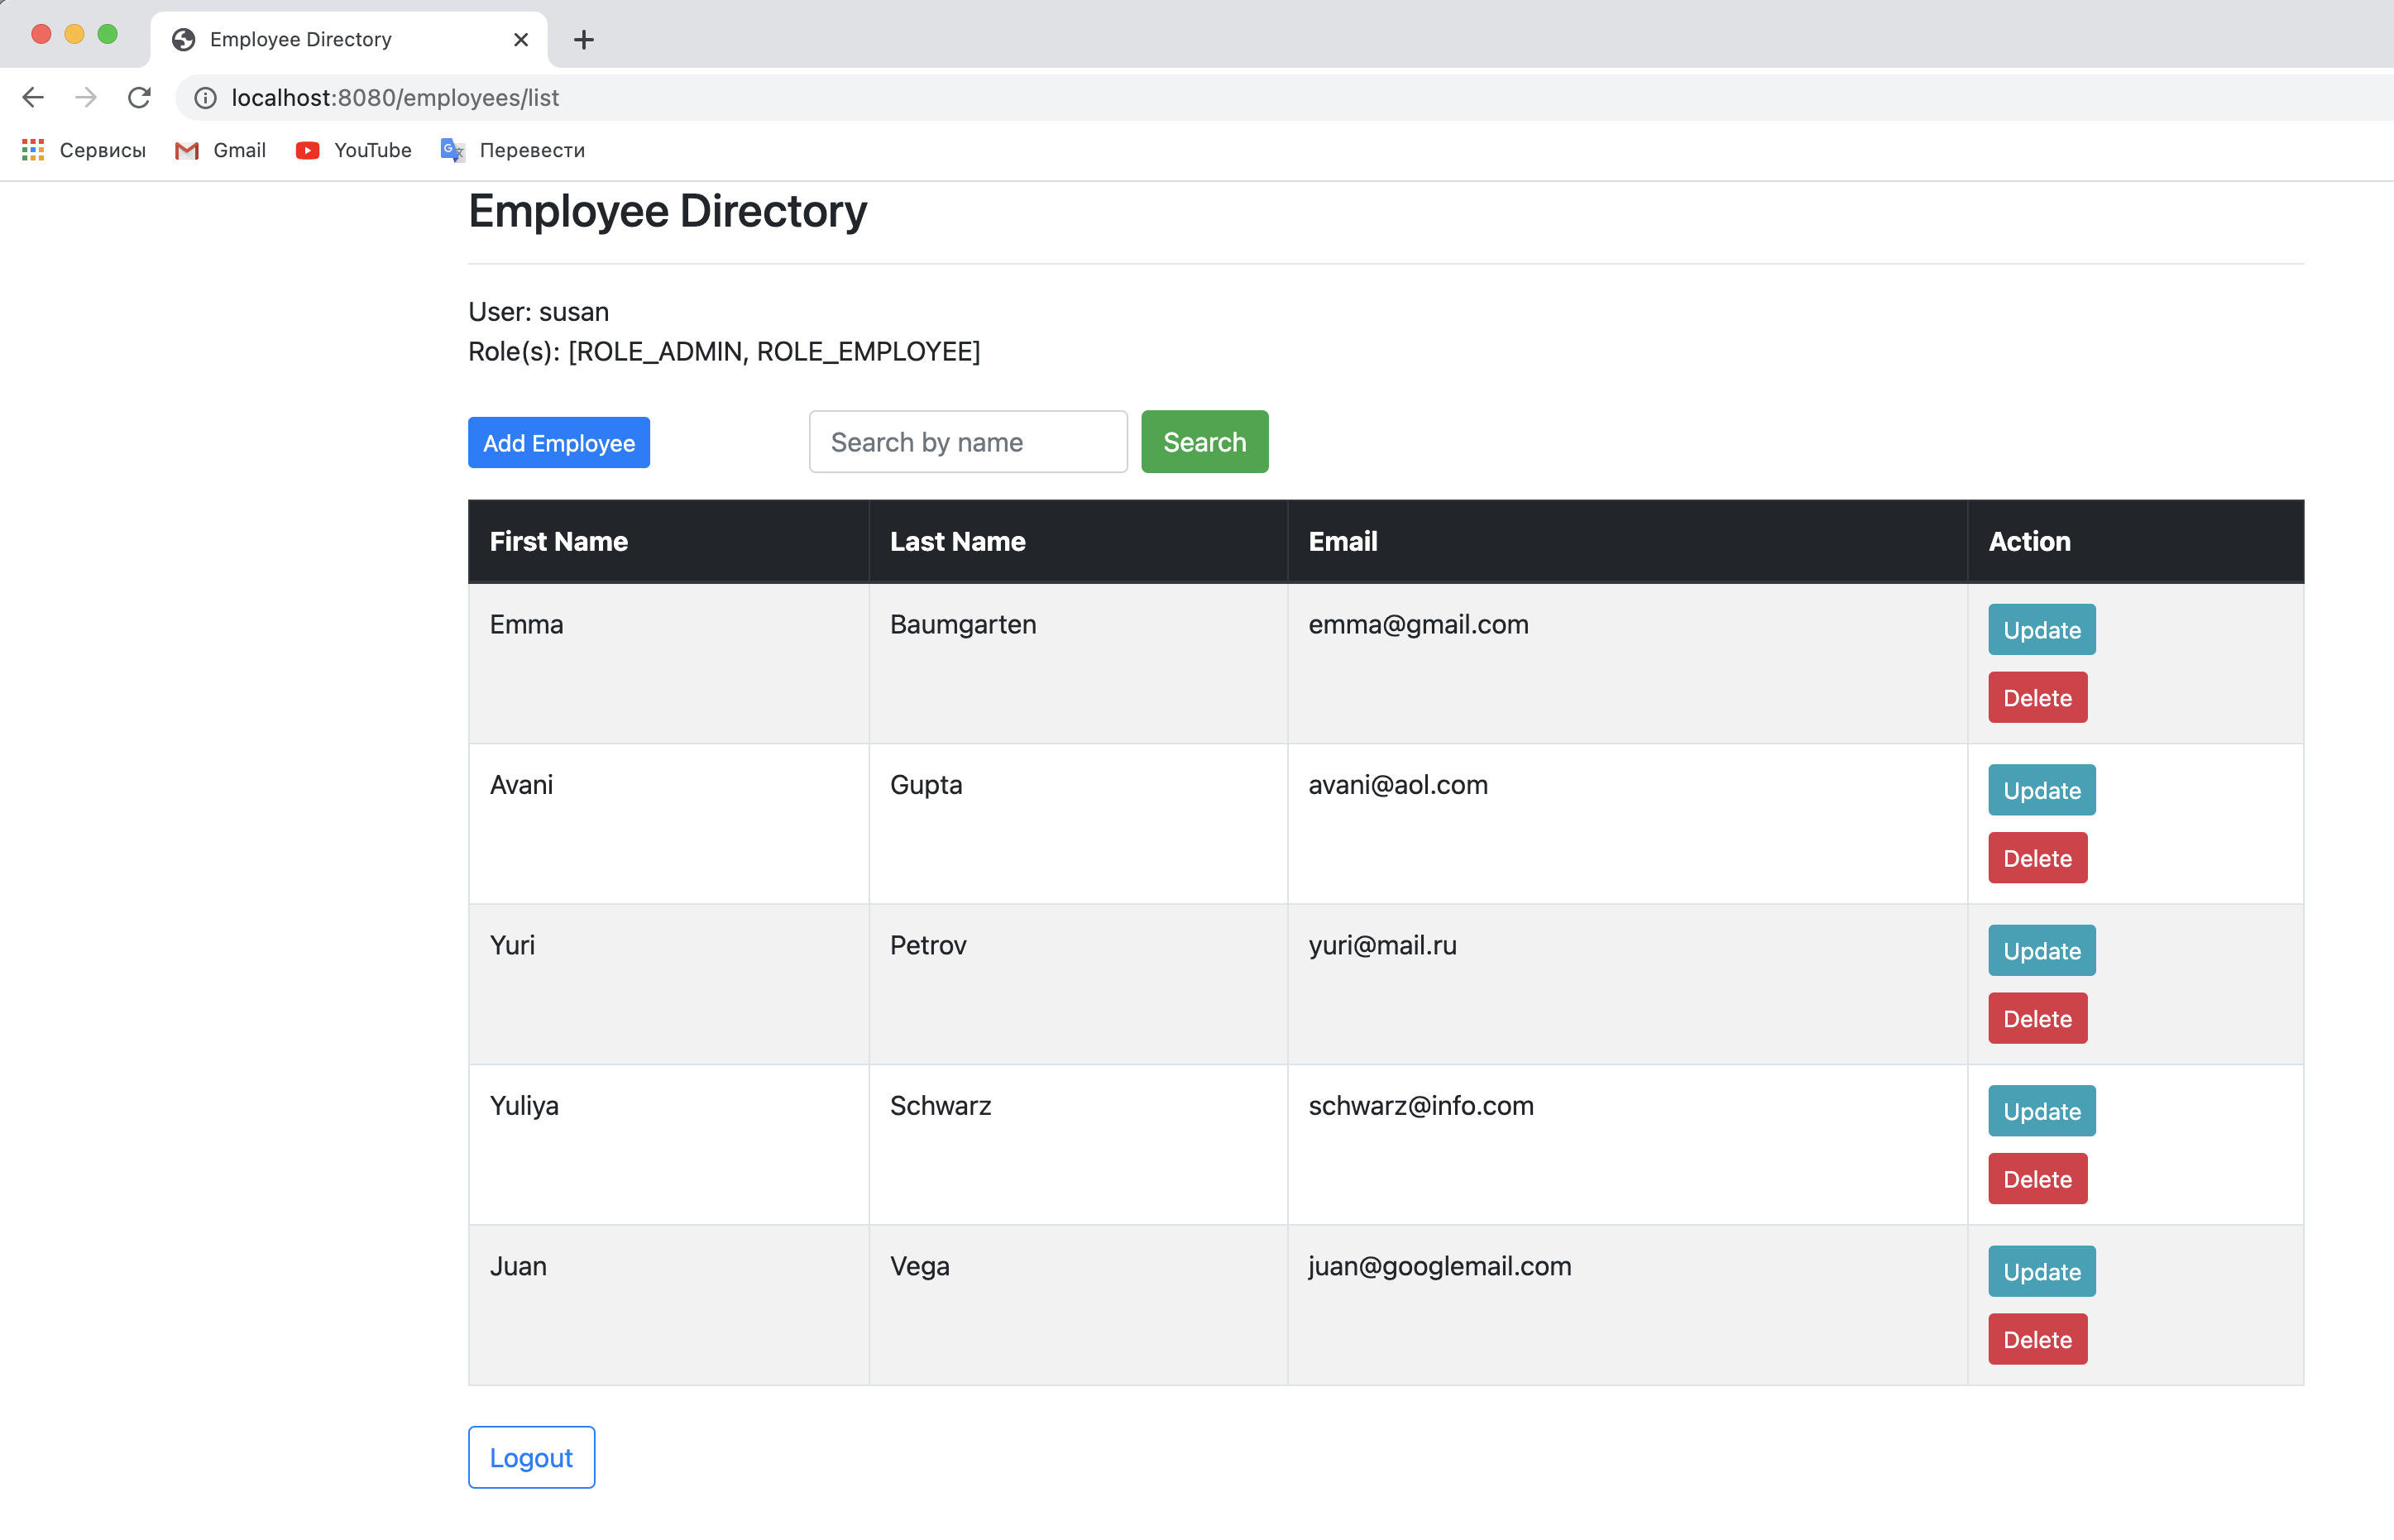 Employee Directory
localhost:8080/employees/list
Сервисы Gmail YouTube Перевести
Employee Directory
User: susan
Role(s): [ROLE_ADMIN, ROLE_EMPLOYEE]
Add Employee Search by name Search
First Name Last Name Email Action
Emma Baumgarten emma@gmail.com Update
Delete
Avani Gupta avani@aol.com Update
Delete
Yuri Petrov yuri@mail.ru Update
Delete
Yuliya Schwarz schwarz@info.com Update
Delete
Juan Vega juan@googlemail.com Update
Delete
Logout